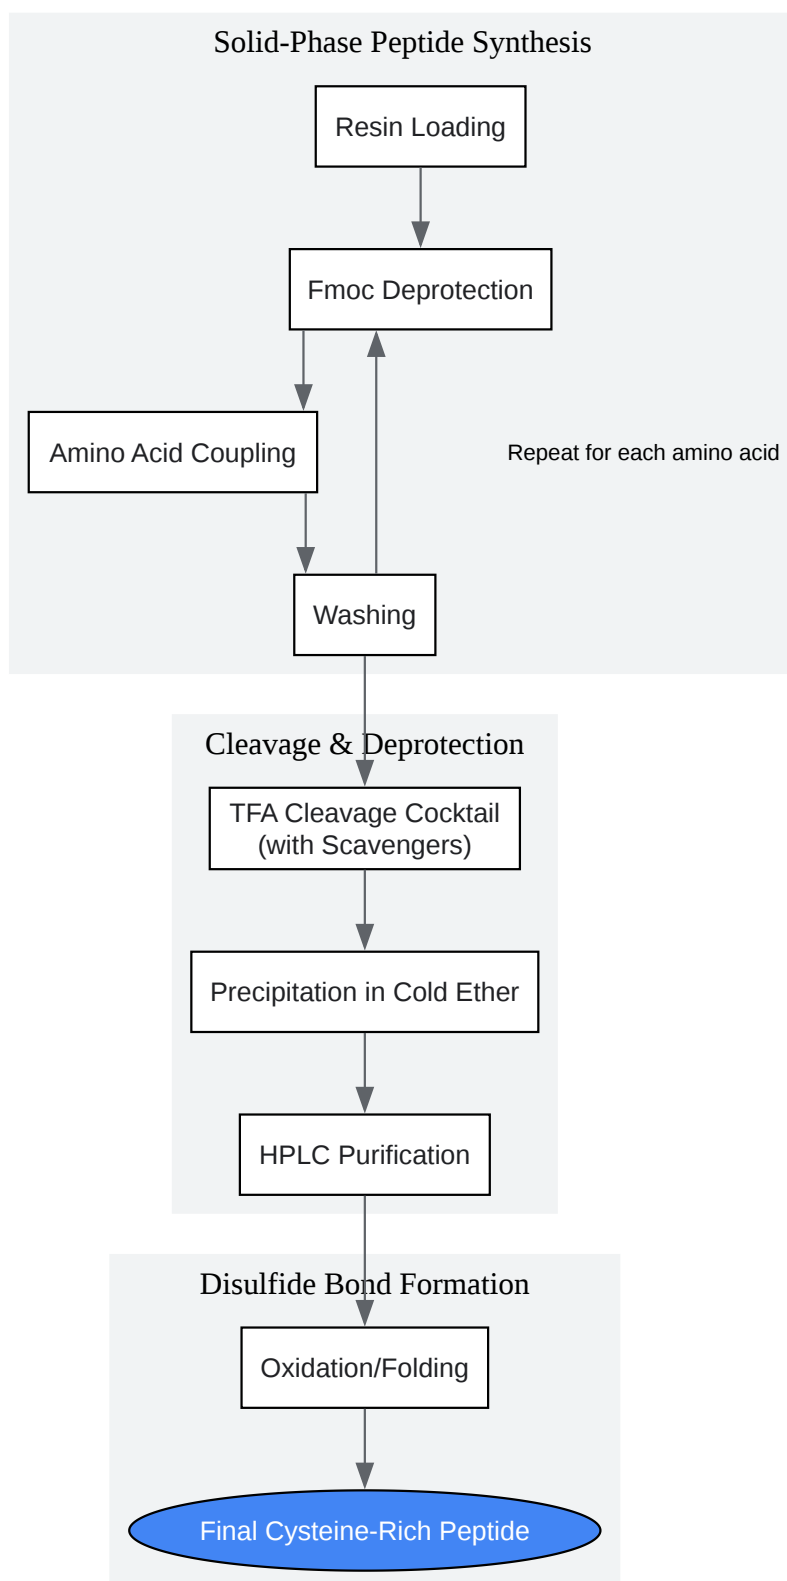 Solid-Phase Peptide Synthesis
Resin Loading
Fmoc Deprotection
Amino Acid Coupling
Repeat for each amino acid
Washing
Cleavage & Deprotection
TFA Cleavage Cocktail
(with Scavengers)
Precipitation in Cold Ether
HPLC Purification
Disulfide Bond Formation
Oxidation/Folding
Final Cysteine-Rich Peptide